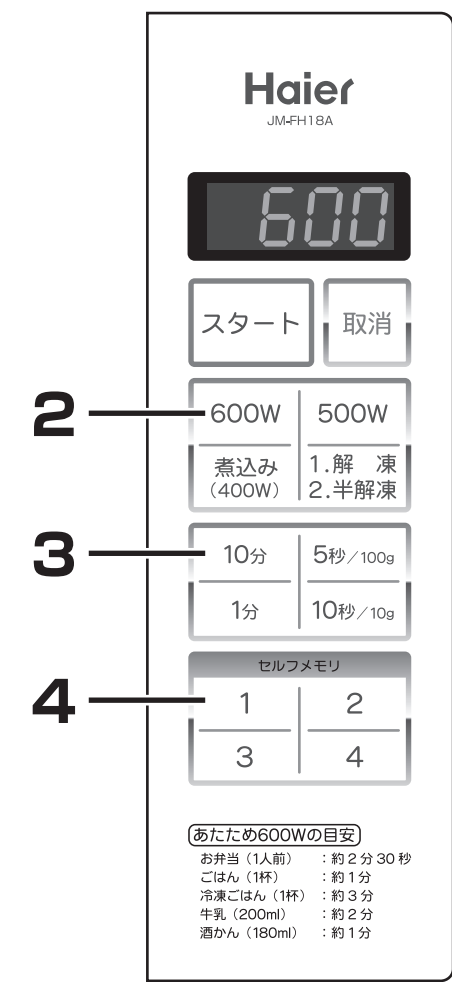 Haier
JM-FH18A
600
スタート 取消
2 600W 500W
煮込み 1.解 凍
(400W) 2.半解凍
3 10分 5秒/100g
1分 10秒/10g
セルフメモリ
4 1 2
3 4
あたため600Wの目安
お弁当(1人前) :約2分30秒
ごはん(1杯) :約1分
冷凍ごはん(1杯) :約3分
牛乳(200ml) :約2分
酒かん(180ml) :約1分